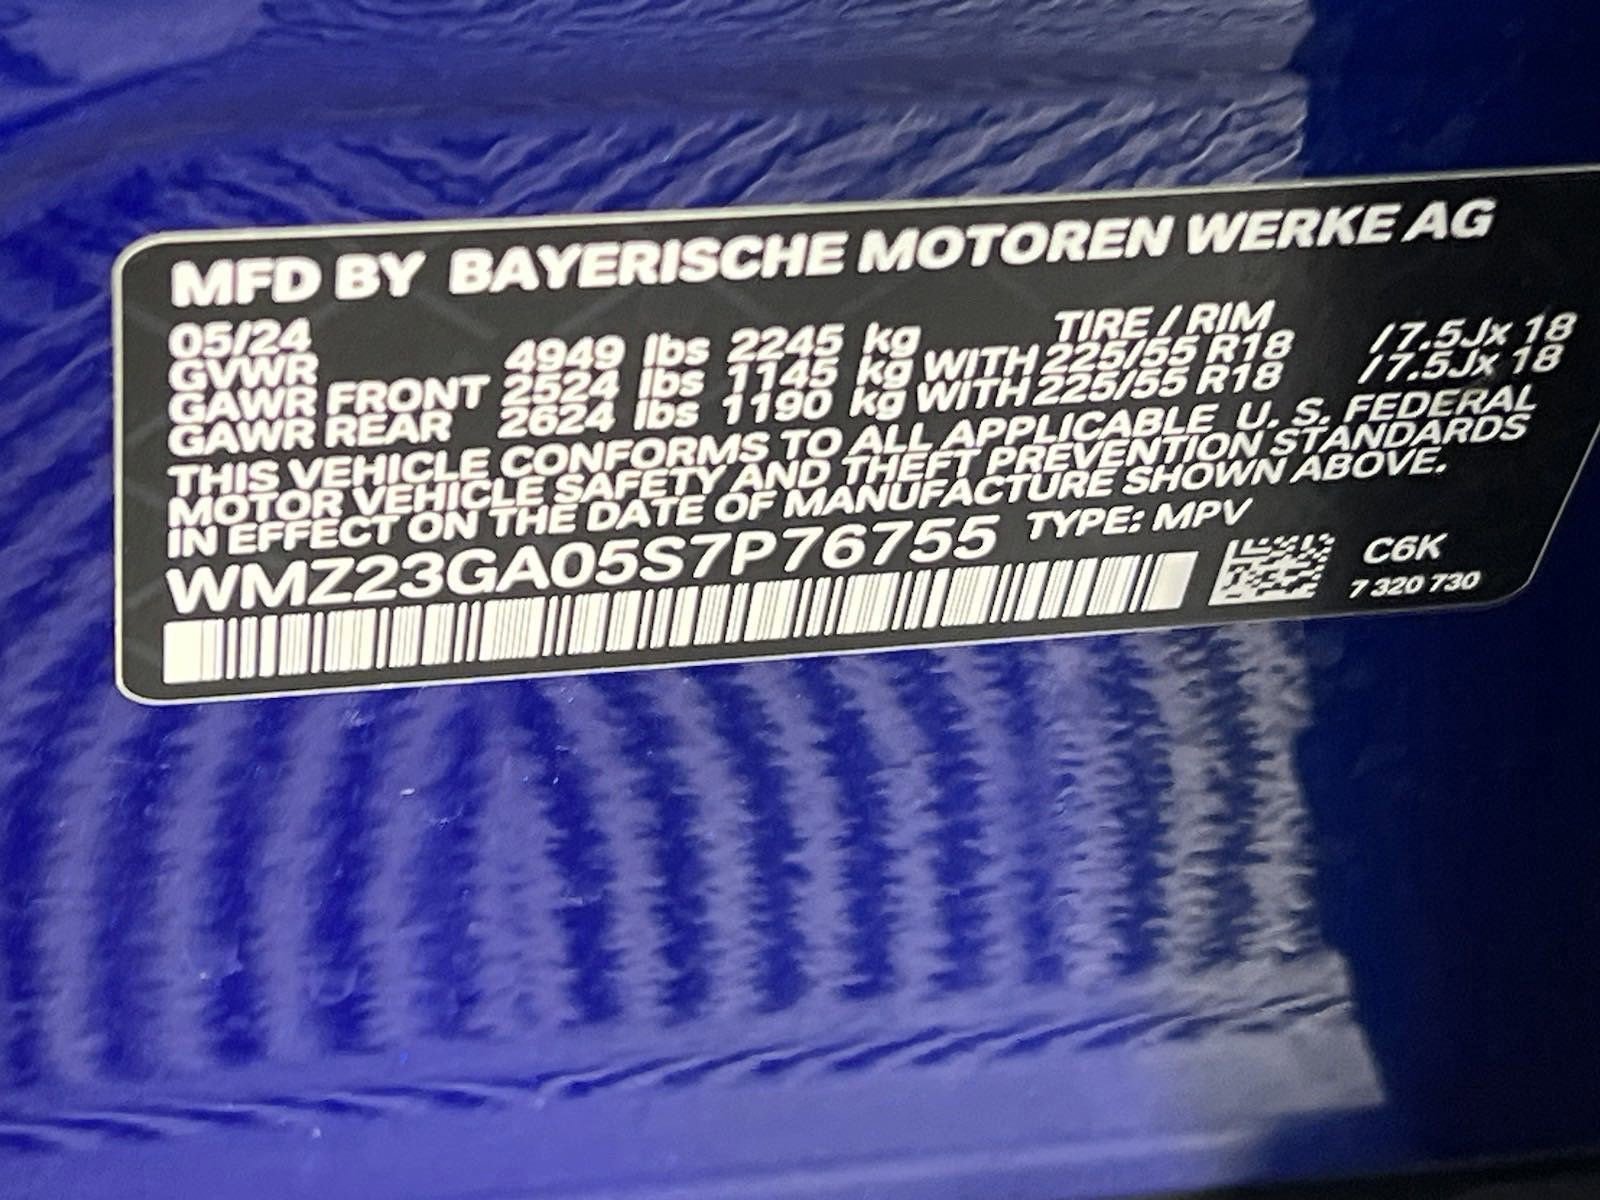 MFD BY BAYERISCHE MOTOREN WERKE AG
05/24 TIRE / RIM
GVWR 4949 lbs 2245 kg
GAWR FRONT 2524 lbs 1145 kg WITH 225/55 R18 /7.5Jx 18
GAWR REAR 2624 lbs 1190 kg WITH 225/55 R18 /7.5Jx 18
THIS VEHICLE CONFORMS TO ALL APPLICABLE U. S. FEDERAL
MOTOR VEHICLE SAFETY AND THEFT PREVENTION STANDARDS
IN EFFECT ON THE DATE OF MANUFACTURE SHOWN ABOVE.
WMZ23GA05S7P76755 TYPE: MPV
C6K
7 320 730